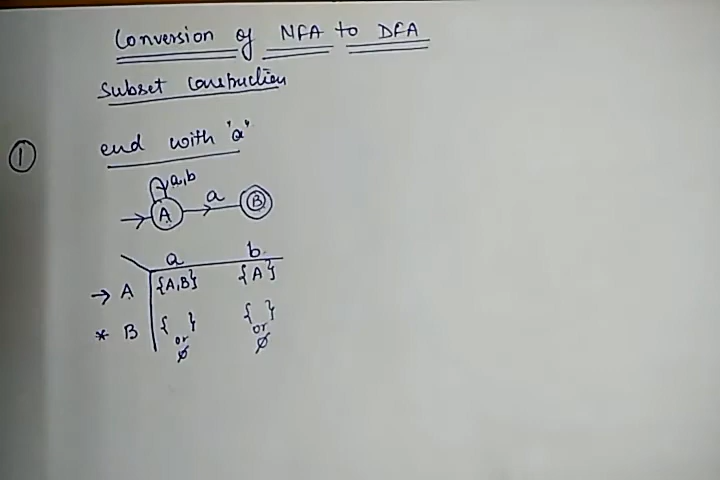 Conversion of NFA to DFA
Subset Construction
① end with "a"
a,b
→ A a B
a b
→ A {A,B} {A}
* B { } { }
or or
ϕ ϕ